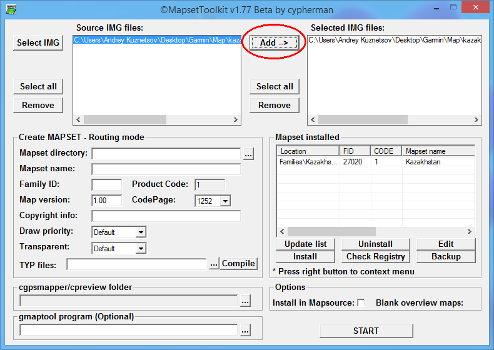 ©MapsetToolkit v1.77 Beta by cypherman
Source IMG files:
Selected IMG files:
Select IMG
C:\Users\Andrey Kuznetsov\Desktop\Garmin\Map\kazak
Add ->
C:\Users\Andrey Kuznetsov\Desktop\Garmin\Map\kaza
Select all
Select all
Remove
Remove
Create MAPSET - Routing mode
Mapset directory:
...
Mapset name:
Family ID:
Product Code:
1
Map version:
1.00
CodePage:
1252
Copyright info:
Draw priority:
Default
Transparent:
Default
TYP files:
...
Compile
Mapset installed
Location
FID
CODE
Mapset name
Families\Kazakhs...
27020
1
Kazakhstan
Update list
Uninstall
Edit
Install
Check Registry
Backup
* Press right button to context menu
cgpsmapper/cpreview folder
...
Options
Install in Mapsource:
Blank overview maps:
gmaptool program (Optional)
...
START